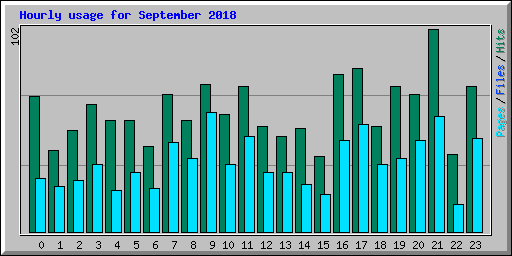 Hourly usage for September 2018
102
Pages/Files/Hits
0 1 2 3 4 5 6 7 8 9 10 11 12 13 14 15 16 17 18 19 20 21 22 23